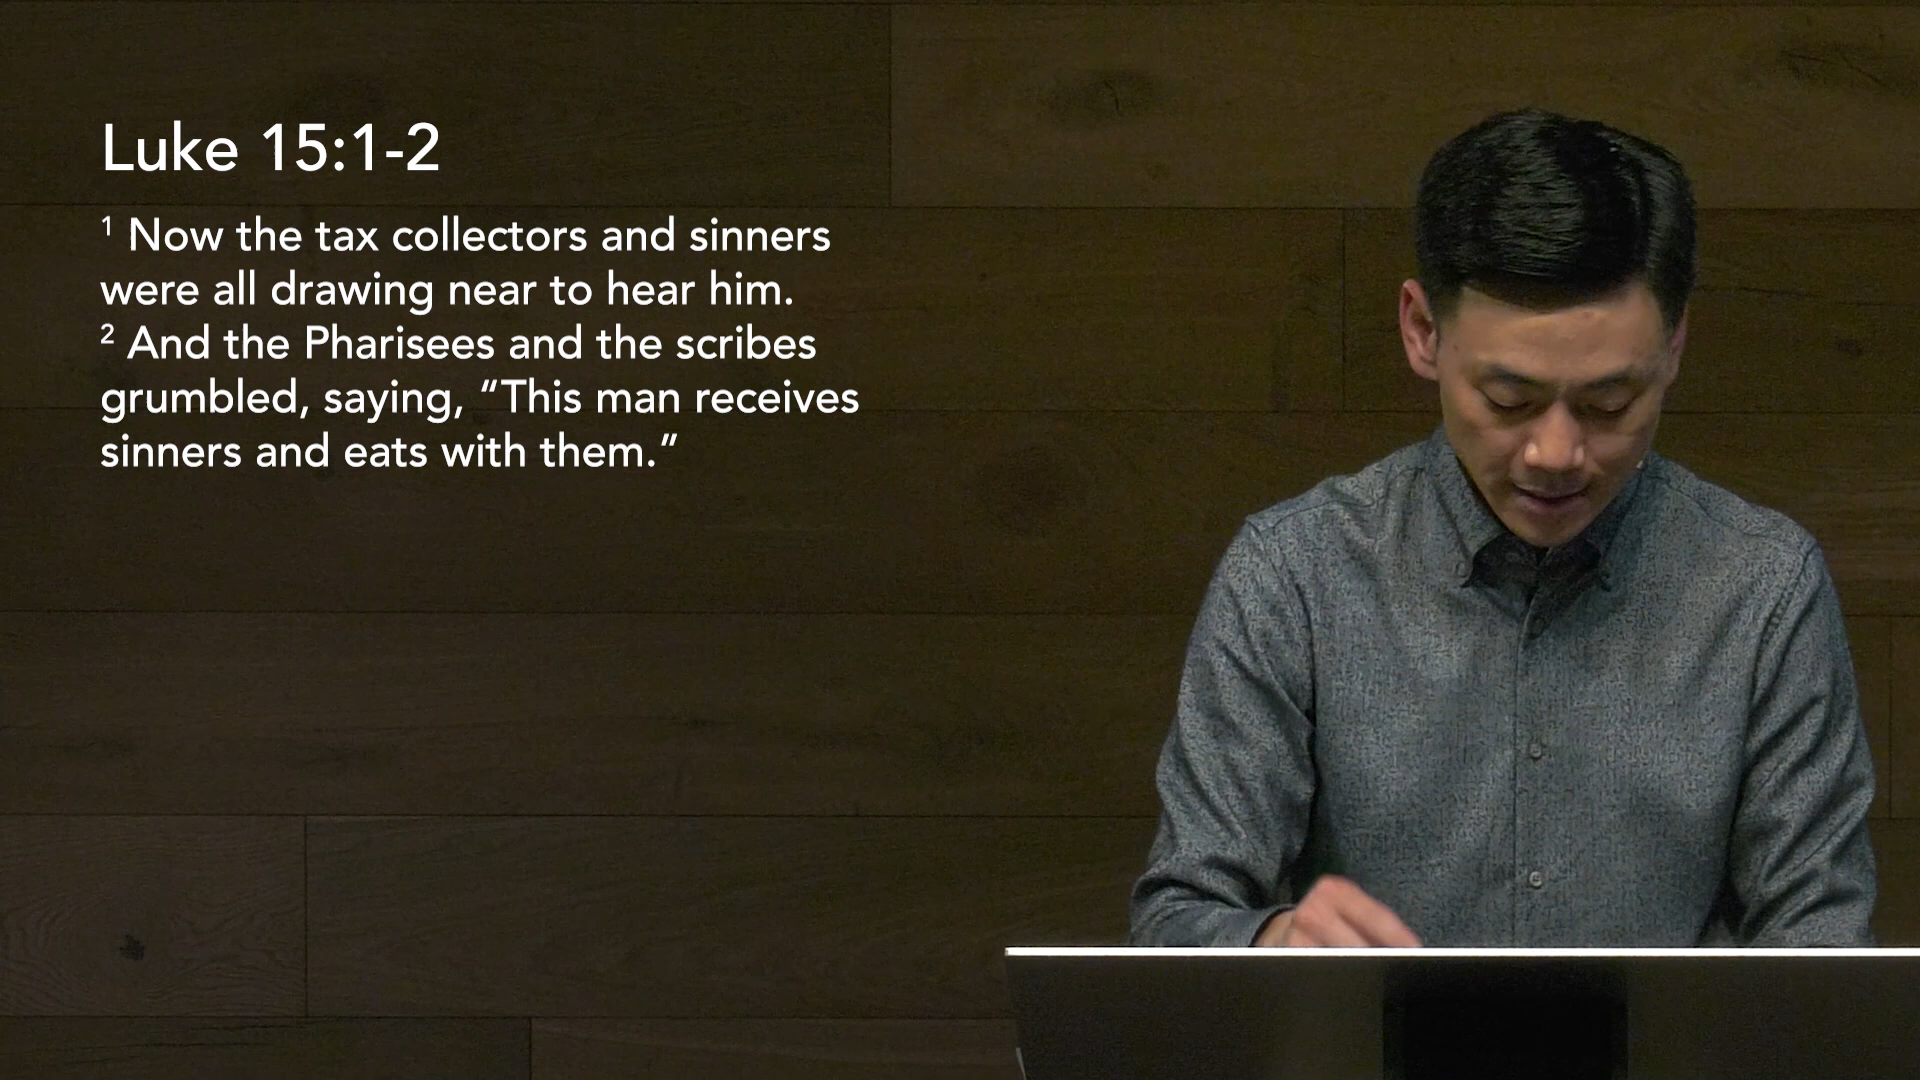 Luke 15:1-2
¹ Now the tax collectors and sinners
were all drawing near to hear him.
² And the Pharisees and the scribes
grumbled, saying, “This man receives
sinners and eats with them.”